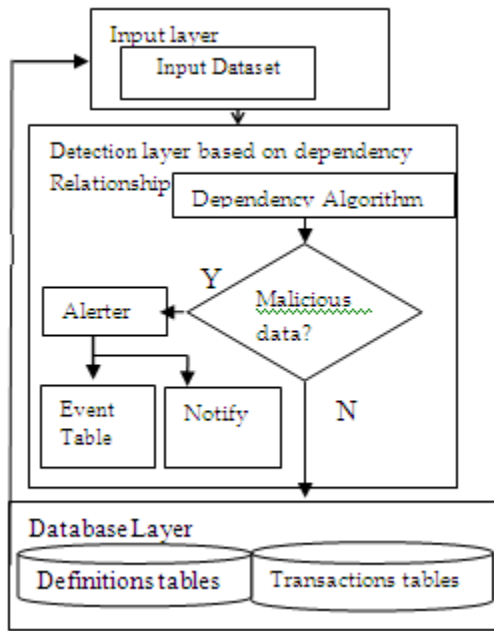 Input layer
Input Dataset
Detection layer based on dependency
Relationship
Dependency Algorithm
Y
Malicious
data?
Alerter
Event
Table
Notify
N
Database Layer
Definitions tables
Transactions tables